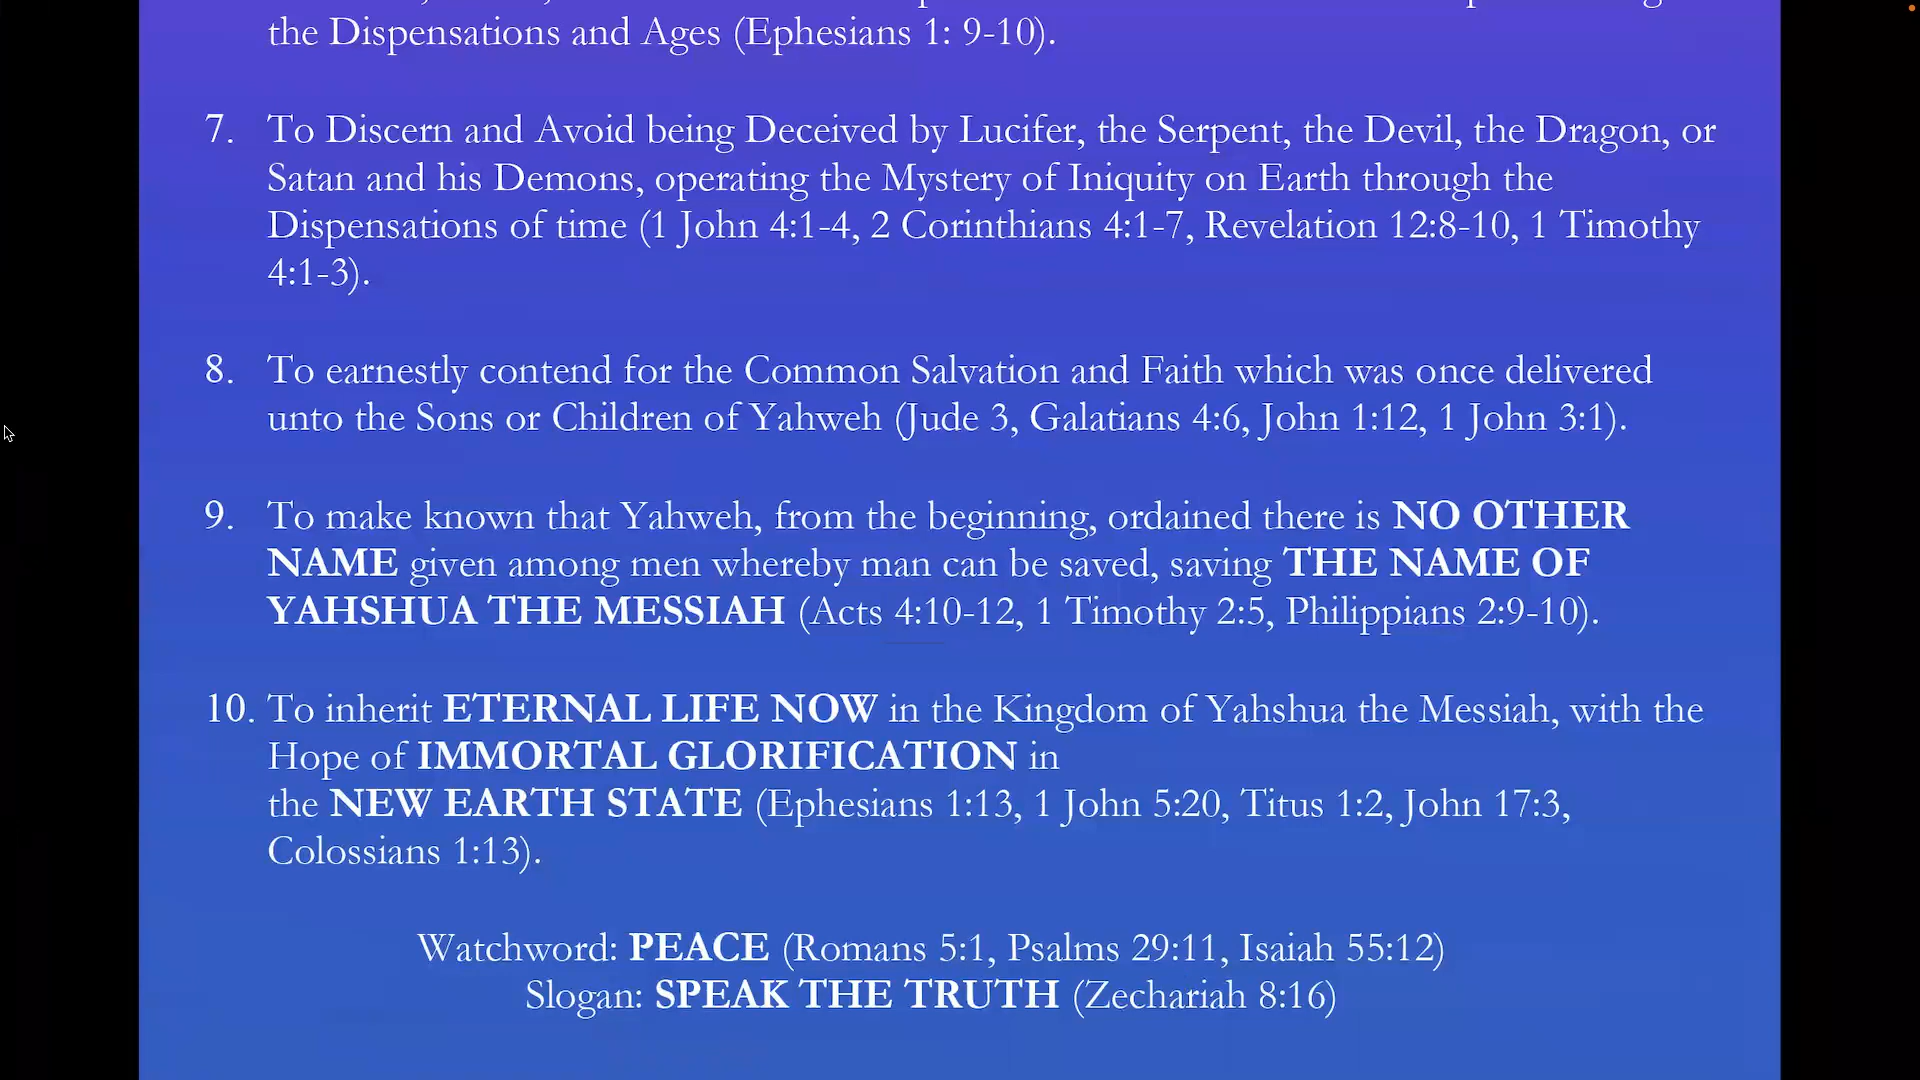 the Dispensations and Ages (Ephesians 1: 9-10).
7. To Discern and Avoid being Deceived by Lucifer, the Serpent, the Devil, the Dragon, or
Satan and his Demons, operating the Mystery of Iniquity on Earth through the
Dispensations of time (1 John 4:1-4, 2 Corinthians 4:1-7, Revelation 12:8-10, 1 Timothy
4:1-3).
8. To earnestly contend for the Common Salvation and Faith which was once delivered
unto the Sons or Children of Yahweh (Jude 3, Galatians 4:6, John 1:12, 1 John 3:1).
9. To make known that Yahweh, from the beginning, ordained there is NO OTHER
NAME given among men whereby man can be saved, saving THE NAME OF
YAHSHUA THE MESSIAH (Acts 4:10-12, 1 Timothy 2:5, Philippians 2:9-10).
10. To inherit ETERNAL LIFE NOW in the Kingdom of Yahshua the Messiah, with the
Hope of IMMORTAL GLORIFICATION in
the NEW EARTH STATE (Ephesians 1:13, 1 John 5:20, Titus 1:2, John 17:3,
Colossians 1:13).
Watchword: PEACE (Romans 5:1, Psalms 29:11, Isaiah 55:12)
Slogan: SPEAK THE TRUTH (Zechariah 8:16)